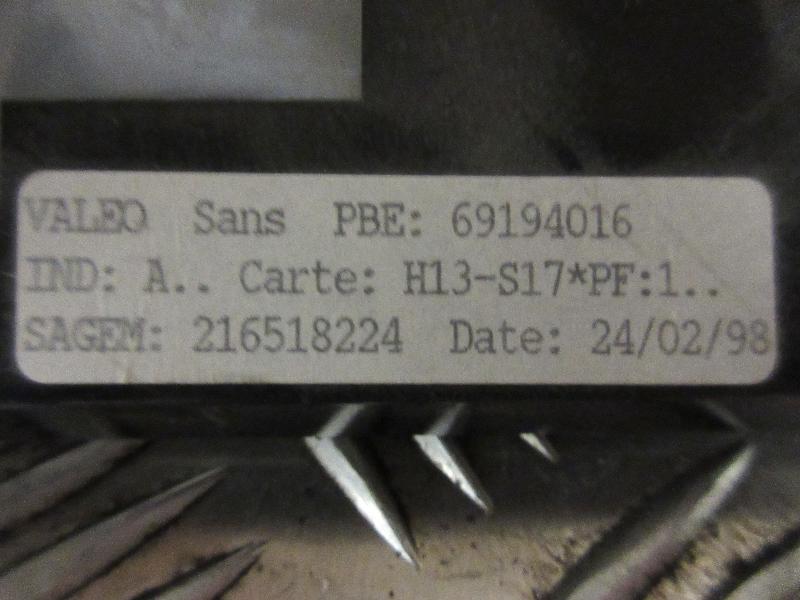 VALEO Sans PBE: 69194016
IND: A.. Carte: H13-S17*PF:1..
SAGEM: 216518224 Date: 24/02/98